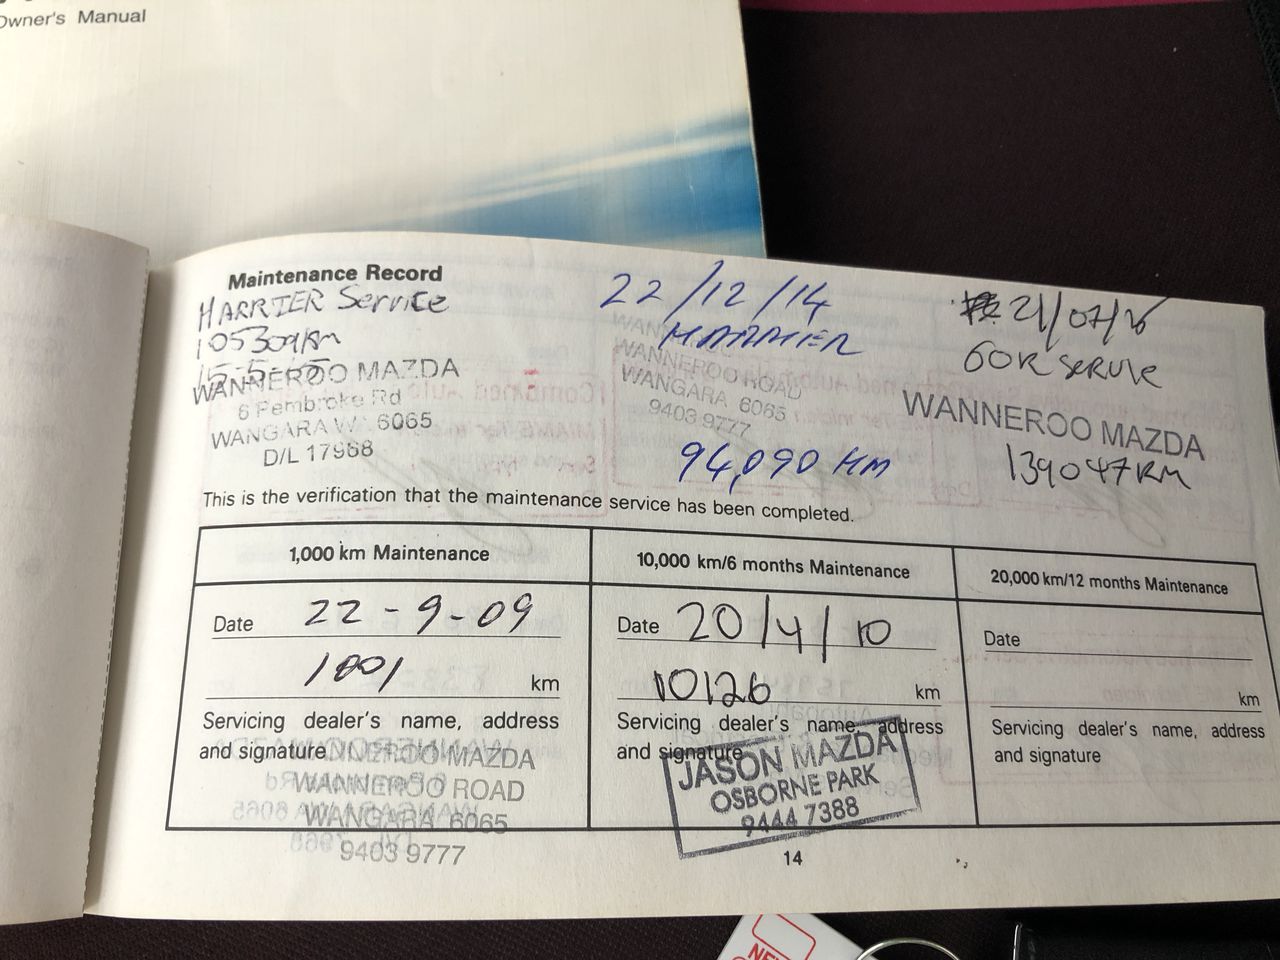 Owner's Manual
Maintenance Record
HARRIER Service
105309km
15-5-15
WANNEROO MAZDA
6 Pembroke Rd
WANGARA W 6065
D/L 17968
22/12/14
HARRIER
WANNEROO ROAD
WANGARA 6065
9403 9777
94,090 KM
21/07/
60K SERVICE
WANNEROO MAZDA
139047KM
This is the verification that the maintenance service has been completed.
1,000 km Maintenance
Date 22-9-09
1001 km
Servicing dealer's name, address
and signature
WANNEROO MAZDA
WANNEROO ROAD
WANGARA 6065
9403 9777
10,000 km/6 months Maintenance
Date 20/4/10
10126 km
Servicing dealer's name, address
and signature
JASON MAZDA
OSBORNE PARK
9444 7388
20,000 km/12 months Maintenance
Date
km
Servicing dealer's name, address
and signature
14